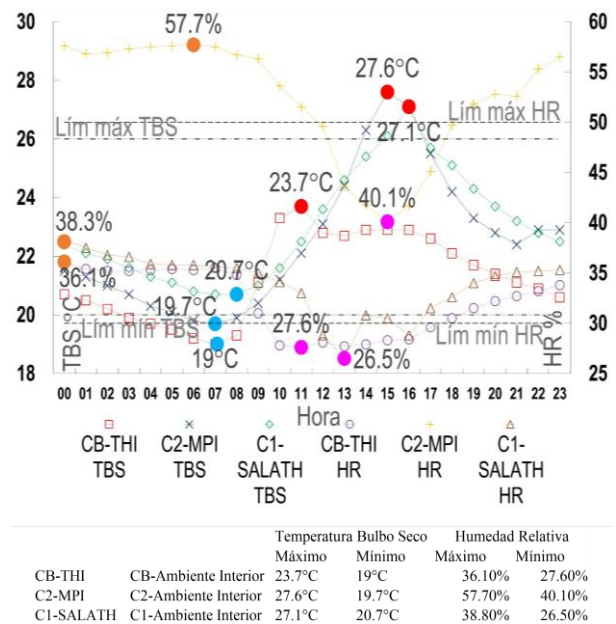 30 60
57.7%
28 27.6°C 55
Lím máx TBS Lím máx HR 50
26 27.1°C
45
24 23.7°C
38.3% 40.1% 40
22
36.1% 20.7°C 35
20 19.7°C
TBS °C Lím mín TBS 27.6% Lím mín HR HR % 30
19°C 26.5%
18 25
00 01 02 03 04 05 06 07 08 09 10 11 12 13 14 15 16 17 18 19 20 21 22 23
Hora
CB-THI C2-MPI C1- CB-THI C2-MPI C1-
TBS TBS SALATH HR HR SALATH
TBS HR
Temperatura Bulbo Seco Humedad Relativa
Máximo Mínimo Máximo Mínimo
CB-THI CB-Ambiente Interior 23.7°C 19°C 36.10% 27.60%
C2-MPI C2-Ambiente Interior 27.6°C 19.7°C 57.70% 40.10%
C1-SALATH C1-Ambiente Interior 27.1°C 20.7°C 38.80% 26.50%